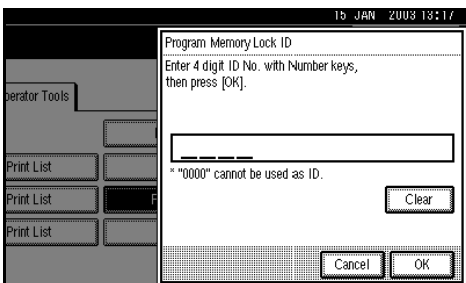 15 JAN 2003 13:17
Program Memory Lock ID
Enter 4 digit ID No. with Number keys,
then press [OK].
perator Tools
Print List
* "0000" cannot be used as ID.
Print List
Clear
Print List
Cancel
OK